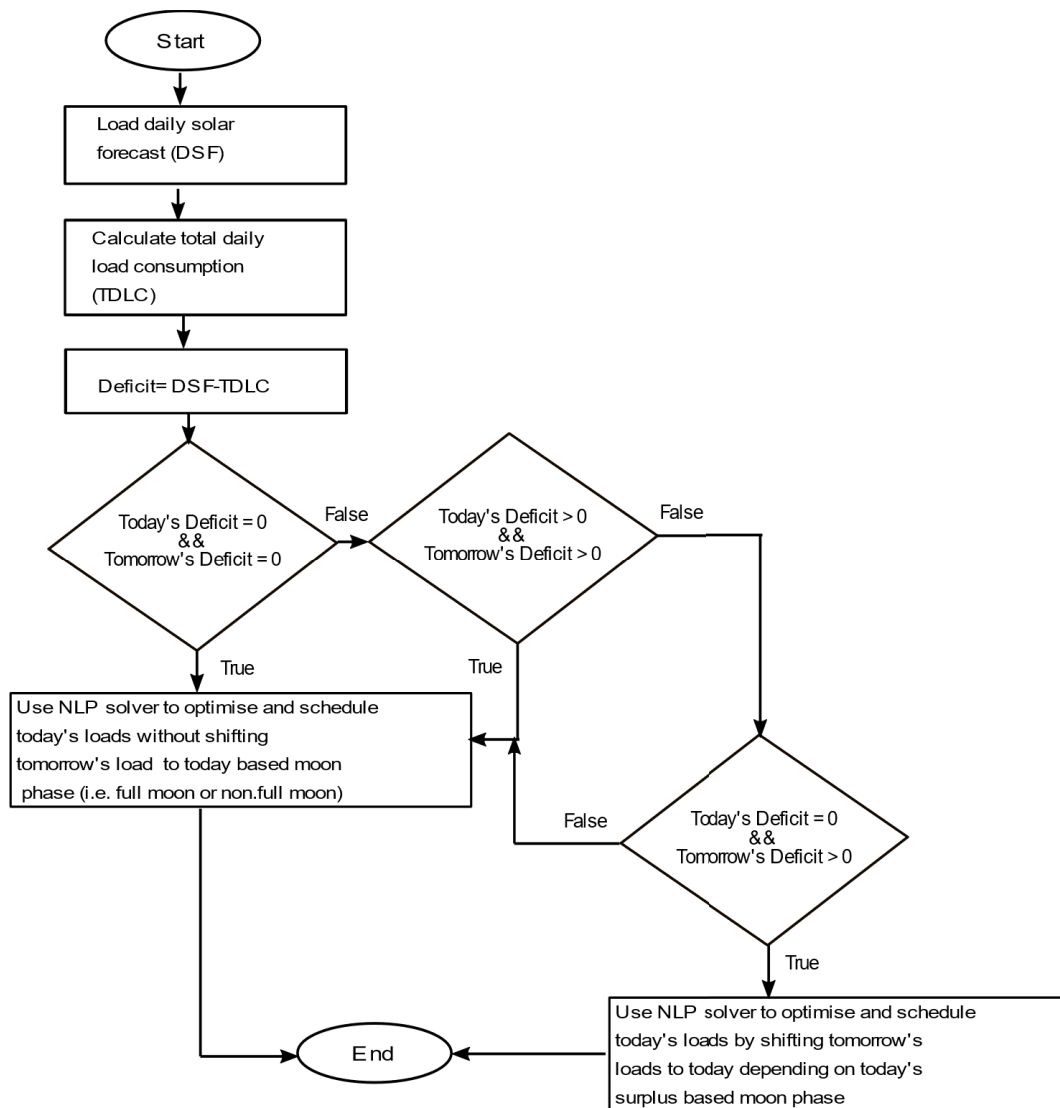 Start
Load daily solar
forecast (DSF)
Calculate total daily
load consumption
(TDLC)
Deficit= DSF-TDLC
Today's Deficit = 0
&&
Tomorrow's Deficit = 0
False
Today's Deficit > 0
&&
Tomorrow's Deficit > 0
False
True
True
Use NLP solver to optimise and schedule
today's loads without shifting
tomorrow's load to today based moon
phase (i.e. full moon or non.full moon)
False
Today's Deficit = 0
&&
Tomorrow's Deficit > 0
True
Use NLP solver to optimise and schedule
today's loads by shifting tomorrow's
loads to today depending on today's
surplus based moon phase
End